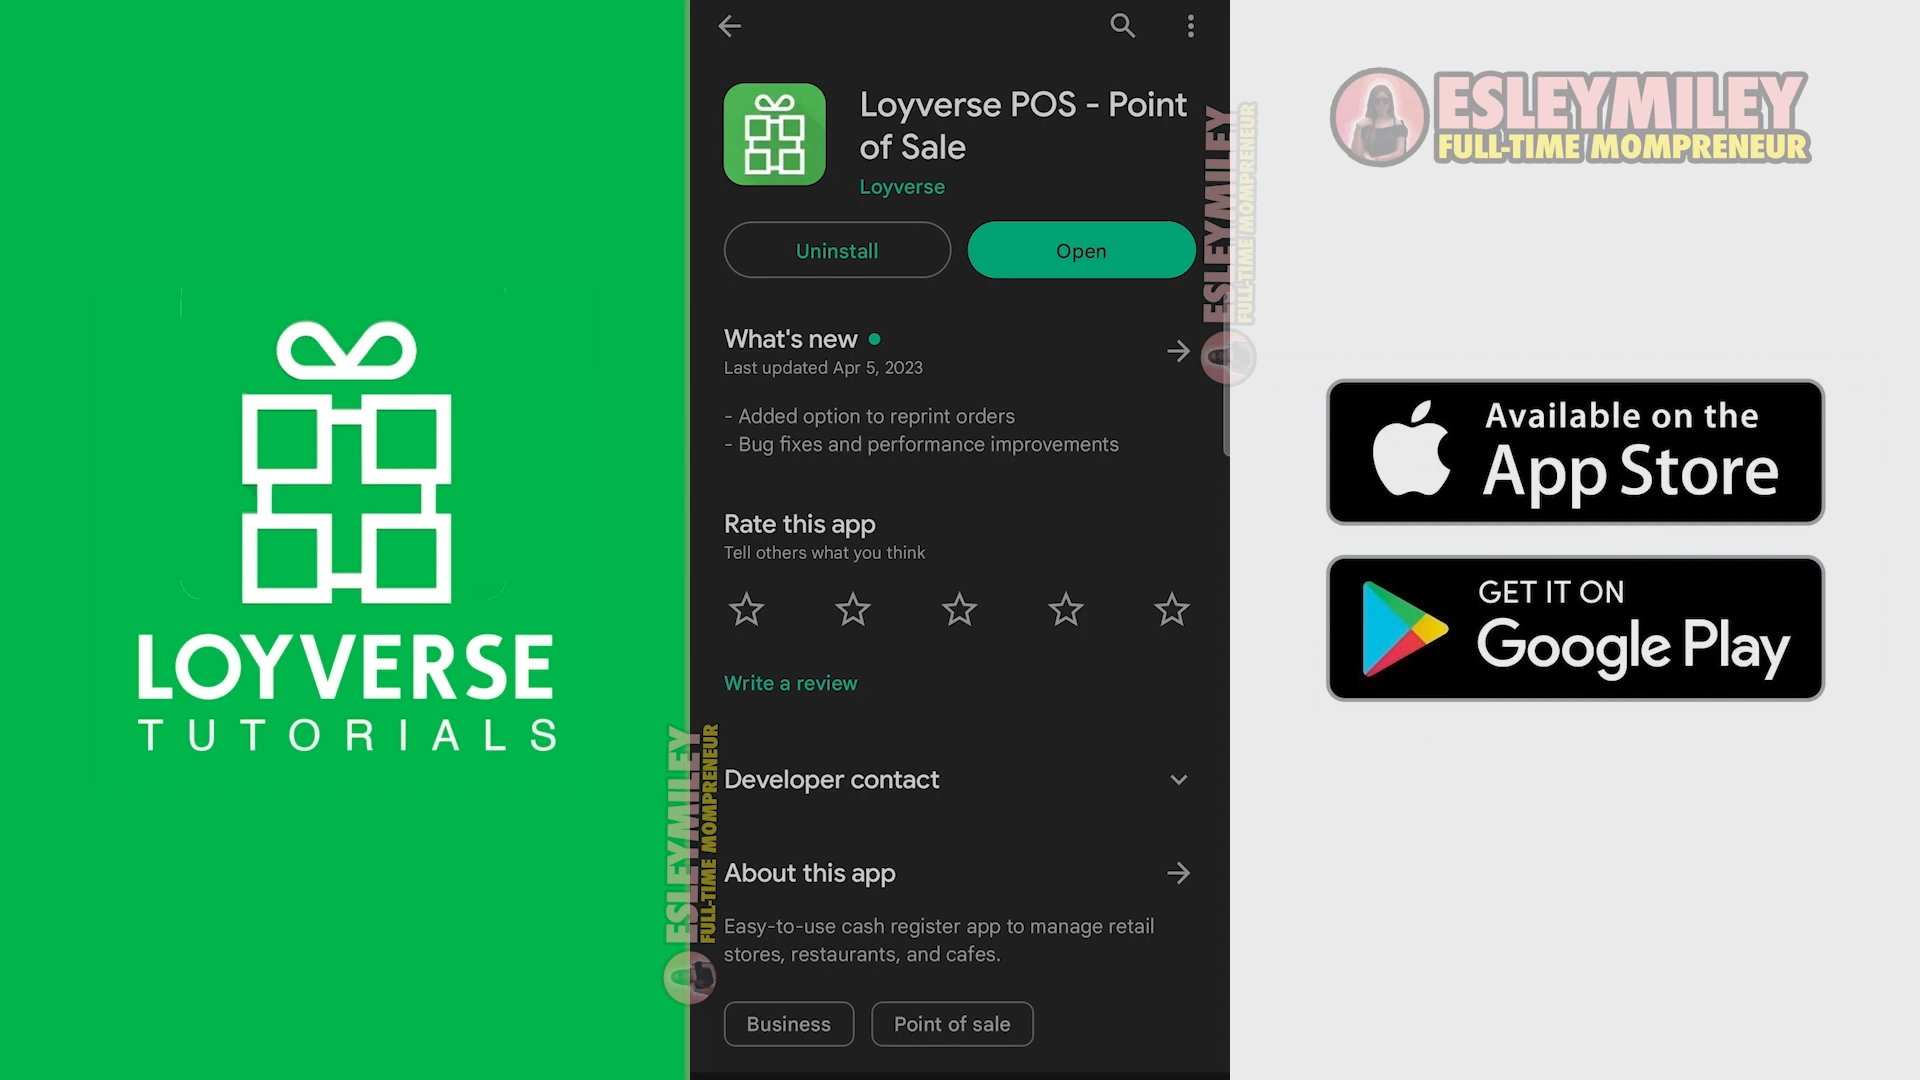 LOYVERSE
TUTORIALS
Loyverse POS - Point
of Sale
Loyverse
Uninstall
Open
What's new
Last updated Apr 5, 2023
- Added option to reprint orders
- Bug fixes and performance improvements
Rate this app
Tell others what you think
Write a review
Developer contact
About this app
Easy-to-use cash register app to manage retail
stores, restaurants, and cafes.
Business
Point of sale
ESLEYMILEY
FULL-TIME MOMPRENEUR
ESLEYMILEY
FULL-TIME MOMPRENEUR
ESLEYMILEY
FULL-TIME MOMPRENEUR
Available on the
App Store
GET IT ON
Google Play